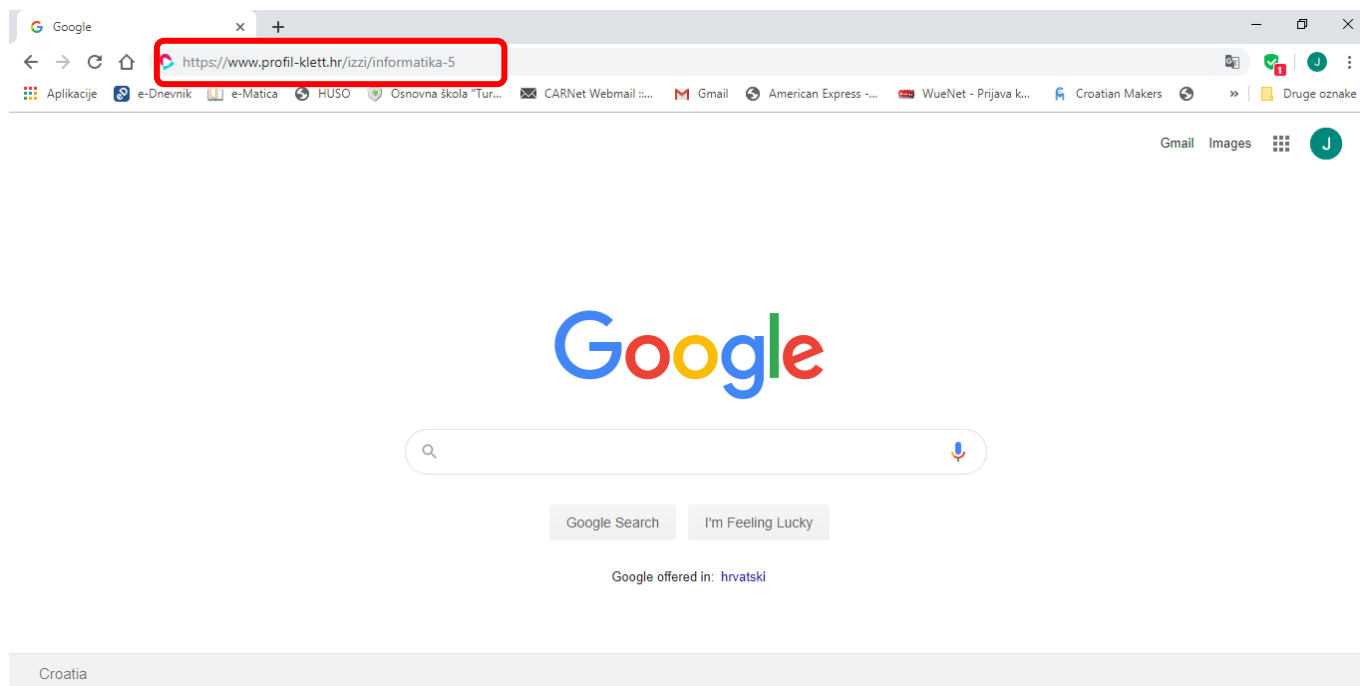 Google
https://www.profil-klett.hr/izzi/informatika-5
1
J
Aplikacije e-Dnevnik e-Matica HUSO Osnovna škola "Tur... CARNet Webmail ::... Gmail American Express -... WueNet - Prijava k... Croatian Makers » Druge oznake
Gmail Images J
Google
Google Search I'm Feeling Lucky
Google offered in: hrvatski
Croatia